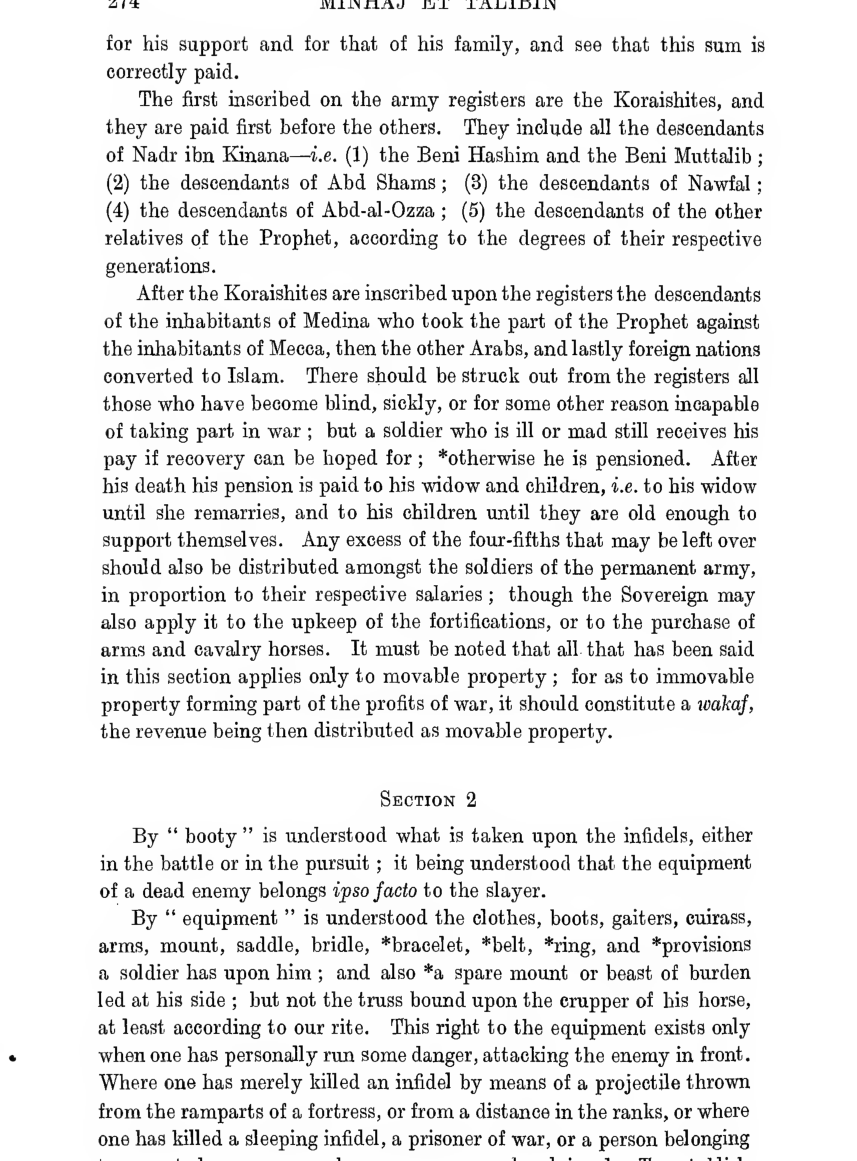 274 MINHAJ ET TALIBIN
for his support and for that of his family, and see that this sum is
correctly paid.
The first inscribed on the army registers are the Koraishites, and
they are paid first before the others. They include all the descendants
of Nadr ibn Kinana—i.e. (1) the Beni Hashim and the Beni Muttalib ;
(2) the descendants of Abd Shams ; (3) the descendants of Nawfal ;
(4) the descendants of Abd-al-Ozza ; (5) the descendants of the other
relatives of the Prophet, according to the degrees of their respective
generations.
After the Koraishites are inscribed upon the registers the descendants
of the inhabitants of Medina who took the part of the Prophet against
the inhabitants of Mecca, then the other Arabs, and lastly foreign nations
converted to Islam. There should be struck out from the registers all
those who have become blind, sickly, or for some other reason incapable
of taking part in war ; but a soldier who is ill or mad still receives his
pay if recovery can be hoped for ; *otherwise he is pensioned. After
his death his pension is paid to his widow and children, i.e. to his widow
until she remarries, and to his children until they are old enough to
support themselves. Any excess of the four-fifths that may be left over
should also be distributed amongst the soldiers of the permanent army,
in proportion to their respective salaries ; though the Sovereign may
also apply it to the upkeep of the fortifications, or to the purchase of
arms and cavalry horses. It must be noted that all that has been said
in this section applies only to movable property ; for as to immovable
property forming part of the profits of war, it should constitute a wakaf,
the revenue being then distributed as movable property.
SECTION 2
By “ booty ” is understood what is taken upon the infidels, either
in the battle or in the pursuit ; it being understood that the equipment
of a dead enemy belongs ipso facto to the slayer.
By “ equipment ” is understood the clothes, boots, gaiters, cuirass,
arms, mount, saddle, bridle, *bracelet, *belt, *ring, and *provisions
a soldier has upon him ; and also *a spare mount or beast of burden
led at his side ; but not the truss bound upon the crupper of his horse,
at least according to our rite. This right to the equipment exists only
when one has personally run some danger, attacking the enemy in front.
Where one has merely killed an infidel by means of a projectile thrown
from the ramparts of a fortress, or from a distance in the ranks, or where
one has killed a sleeping infidel, a prisoner of war, or a person belonging